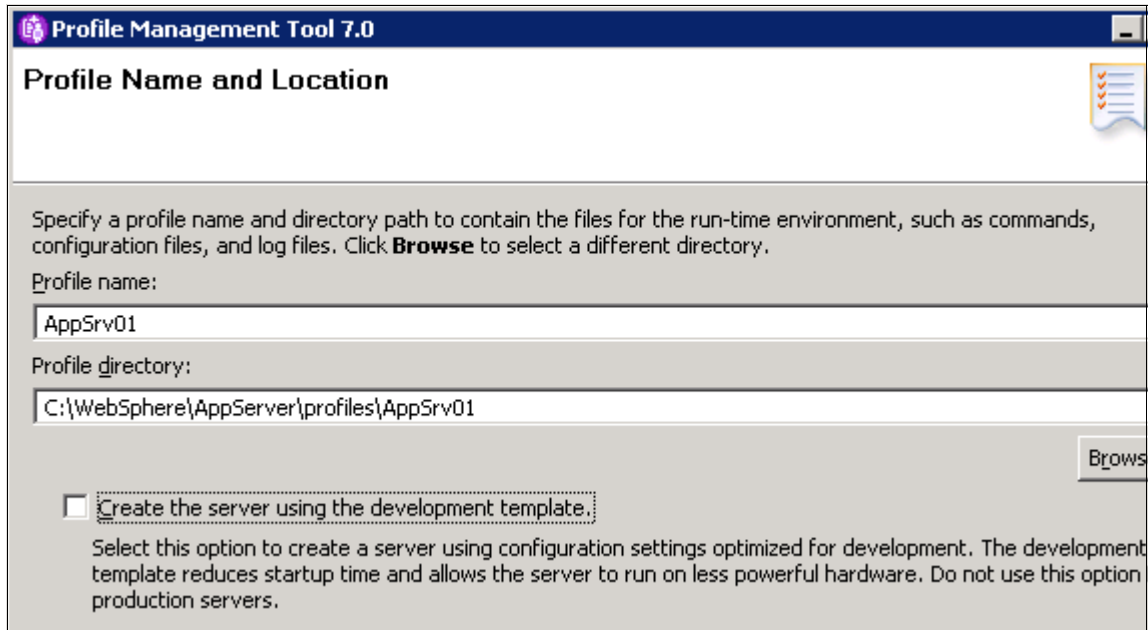 Profile Management Tool 7.0
Profile Name and Location
Specify a profile name and directory path to contain the files for the run-time environment, such as commands,
configuration files, and log files. Click Browse to select a different directory.
Profile name:
AppSrv01
Profile directory:
C:\WebSphere\AppServer\profiles\AppSrv01
Brows
Create the server using the development template.
Select this option to create a server using configuration settings optimized for development. The development
template reduces startup time and allows the server to run on less powerful hardware. Do not use this option
production servers.